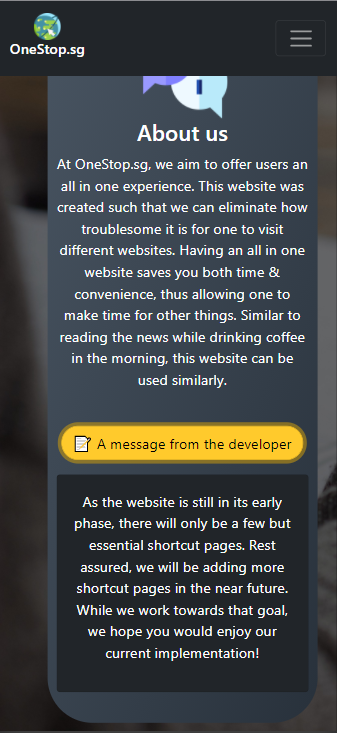 OneStop.sg
About us
At OneStop.sg, we aim to offer users an
all in one experience. This website was
created such that we can eliminate how
troublesome it is for one to visit
different websites. Having an all in one
website saves you both time &
convenience, thus allowing one to
make time for other things. Similar to
reading the news while drinking coffee
in the morning, this website can be
used similarly.
A message from the developer
As the website is still in its early
phase, there will only be a few but
essential shortcut pages. Rest
assured, we will be adding more
shortcut pages in the near future.
While we work towards that goal,
we hope you would enjoy our
current implementation!